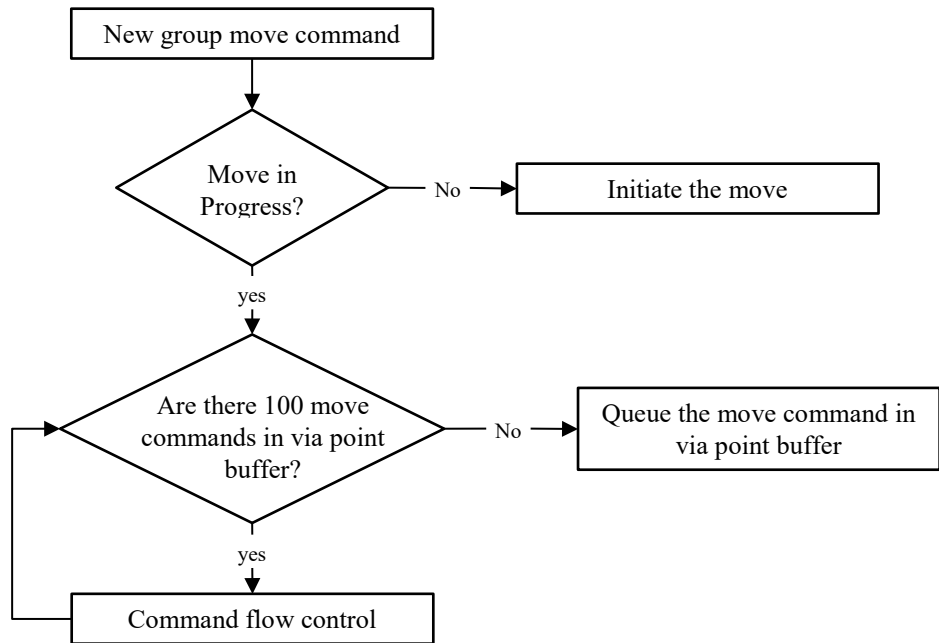 New group move command
Move in
Progress?
No
Initiate the move
yes
Are there 100 move
commands in via point
buffer?
No
Queue the move command in
via point buffer
yes
Command flow control